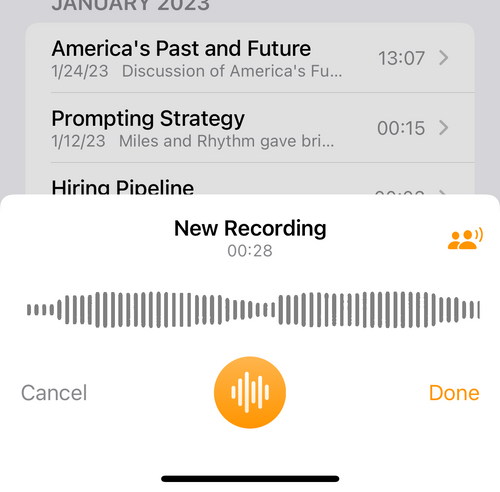 JANUARY 2023
America's Past and Future
13:07
1/24/23 Discussion of America's Fu...
Prompting Strategy
00:15
1/12/23 Miles and Rhythm gave bri...
Hiring Pipeline
New Recording
00:28
Cancel
Done